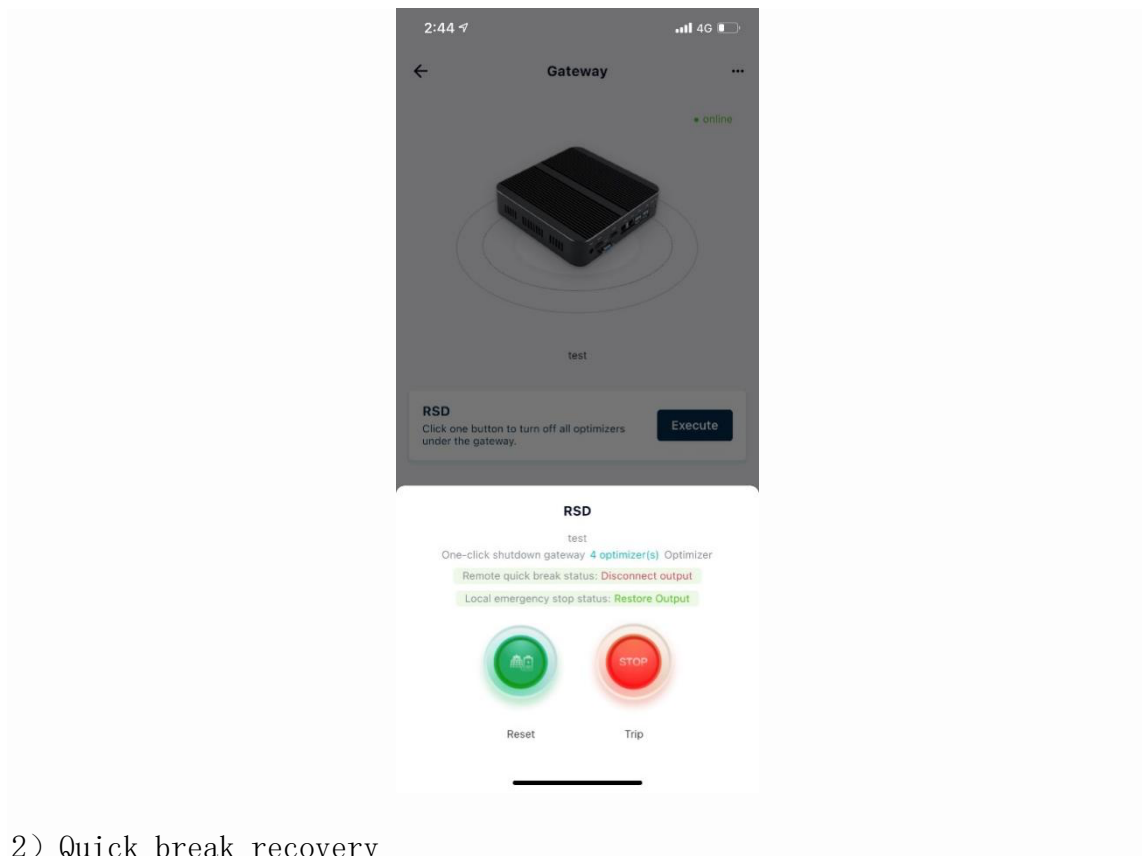 2:44
4G
Gateway
online
test
RSD
Click one button to turn off all optimizers
under the gateway.
Execute
RSD
test
One-click shutdown gateway 4 optimizer(s) Optimizer
Remote quick break status: Disconnect output
Local emergency stop status: Restore Output
STOP
Reset
Trip
2）Quick break recovery